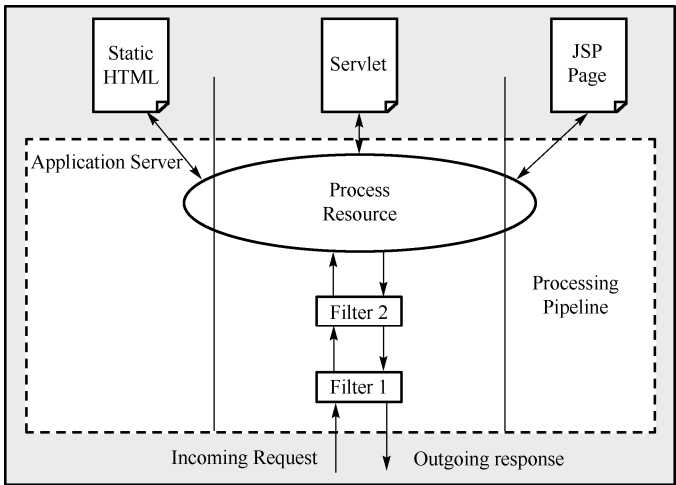 Static
HTML
Servlet
JSP
Page
Application Server
Process
Resource
Processing
Pipeline
Filter 2
Filter 1
Incoming Request
Outgoing response